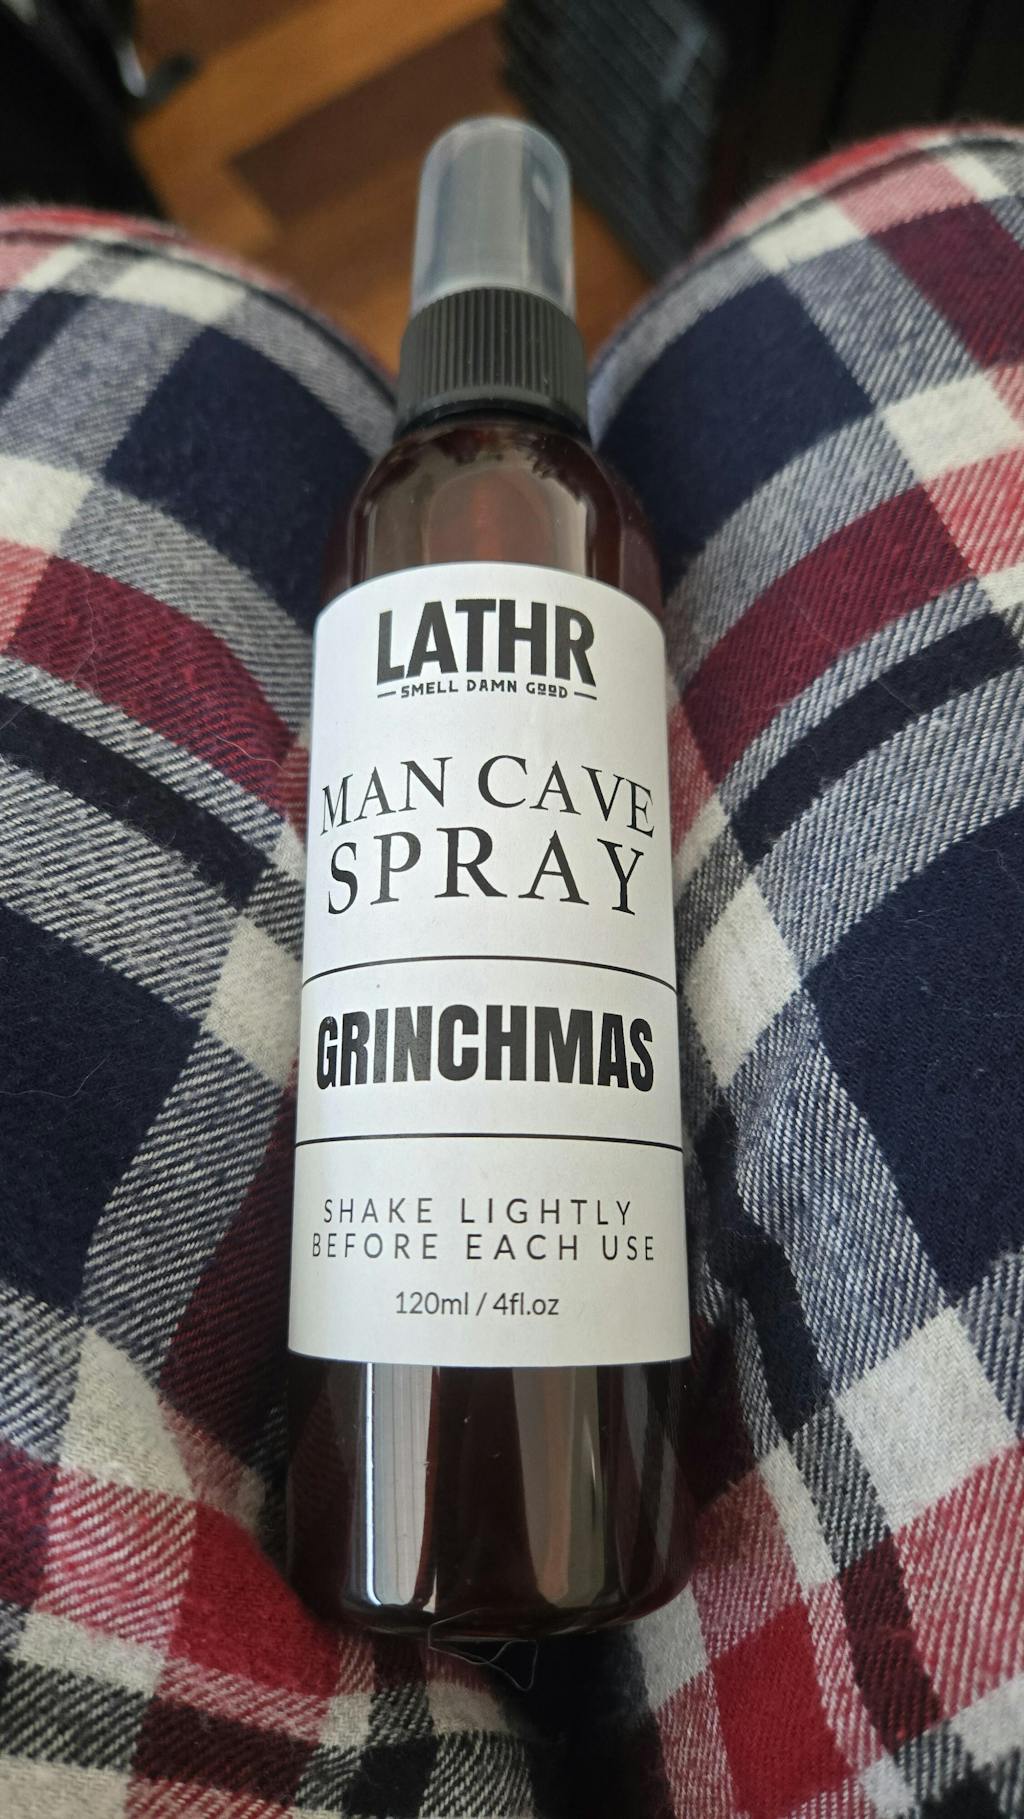 LATHR
SMELL DAMN GOOD
MAN CAVE
SPRAY
GRINCHMAS
SHAKE LIGHTLY
BEFORE EACH USE
120ml / 4fl.oz